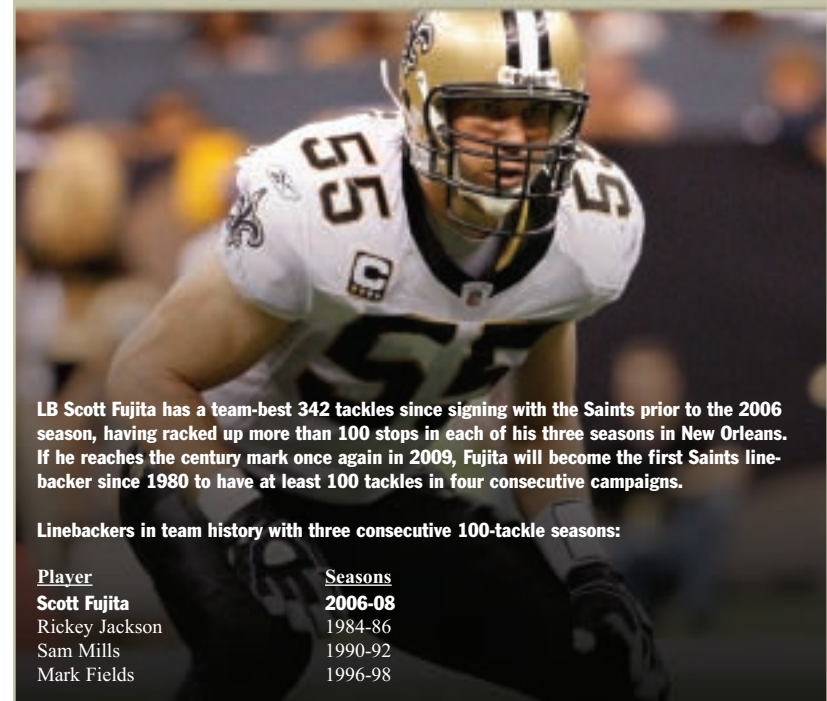 55
5
C
55
LB Scott Fujita has a team-best 342 tackles since signing with the Saints prior to the 2006
season, having racked up more than 100 stops in each of his three seasons in New Orleans.
If he reaches the century mark once again in 2009, Fujita will become the first Saints line-
backer since 1980 to have at least 100 tackles in four consecutive campaigns.
Linebackers in team history with three consecutive 100-tackle seasons:
Player Seasons
Scott Fujita 2006-08
Rickey Jackson 1984-86
Sam Mills 1990-92
Mark Fields 1996-98